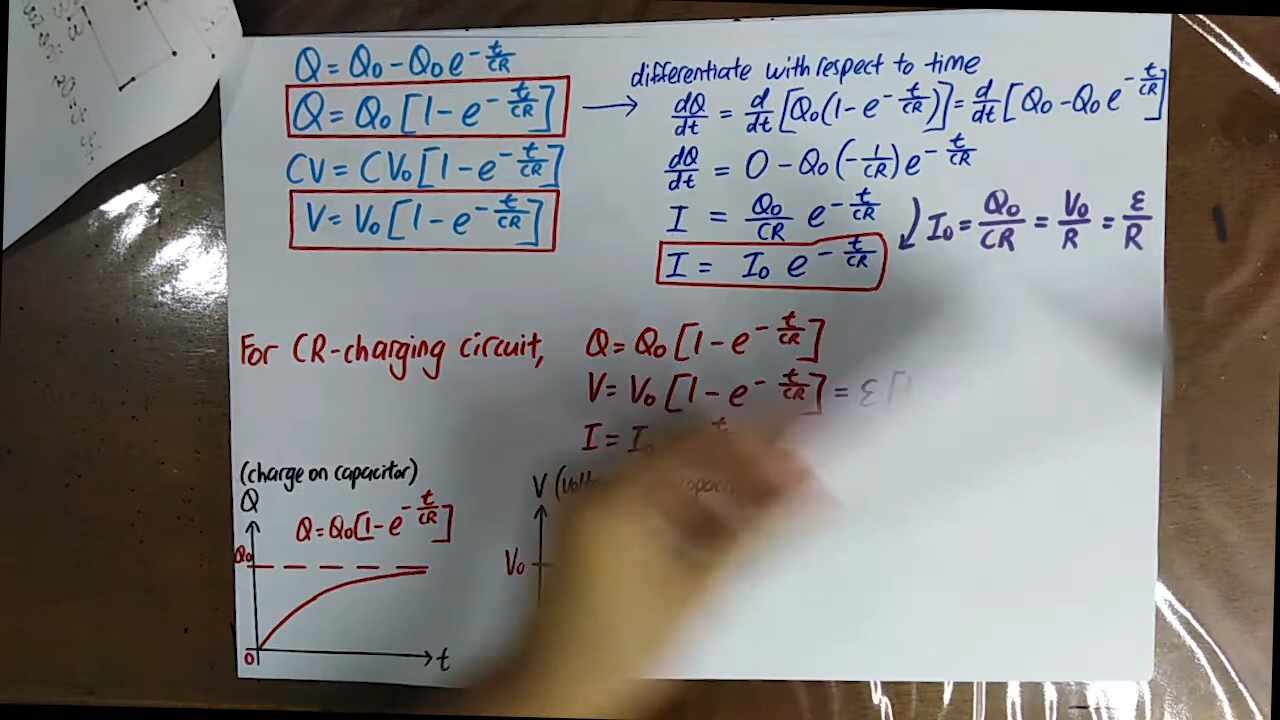 Q = Q₀ - Q₀e^(-t/CR)
Q = Q₀[1 - e^(-t/CR)]
CV = CV₀[1 - e^(-t/CR)]
V = V₀[1 - e^(-t/CR)]
differentiate with respect to time
dQ/dt = d/dt[Q₀(1 - e^(-t/CR))] = d/dt[Q₀ - Q₀e^(-t/CR)]
dQ/dt = 0 - Q₀(-1/CR)e^(-t/CR)
I = Q₀/CR e^(-t/CR)
I₀ = Q₀/CR = V₀/R = ε/R
I = I₀ e^(-t/CR)
For CR-charging circuit,
Q = Q₀[1 - e^(-t/CR)]
V = V₀[1 - e^(-t/CR)] = ε[
I = I₀
(charge on capacitor)
Q
Q = Q₀[1 - e^(-t/CR)]
Q₀
0
t
V
V₀